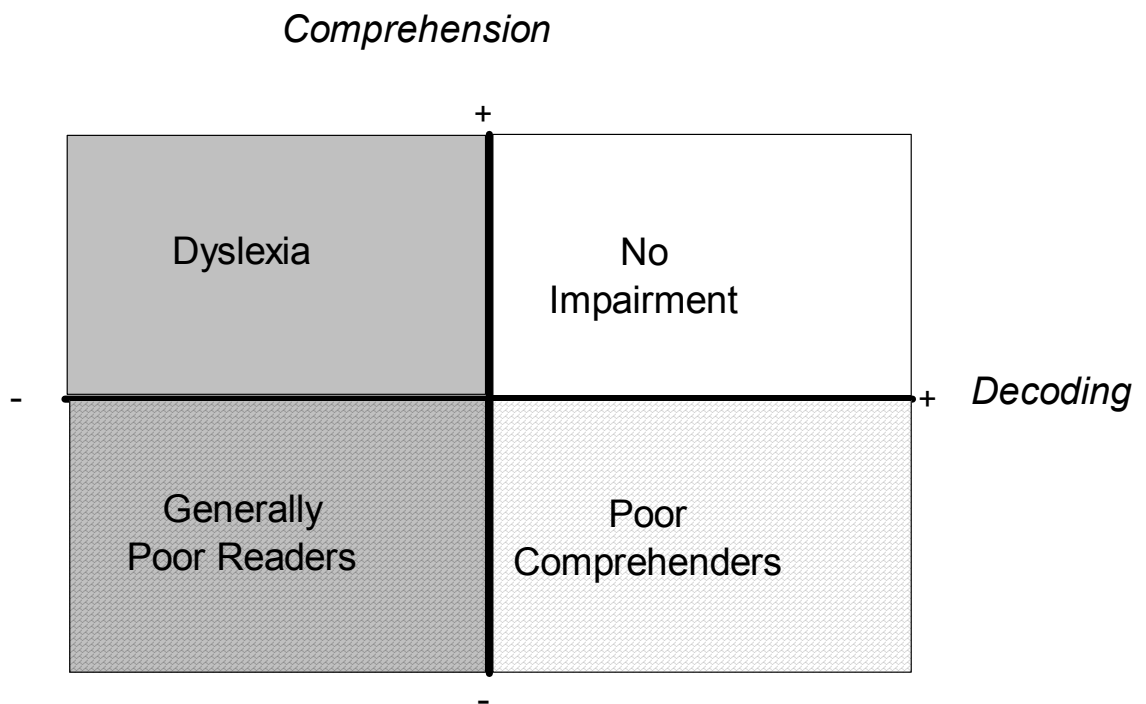 Comprehension
+
Dyslexia
No
Impairment
-
+
Decoding
Generally
Poor Readers
Poor
Comprehenders
-